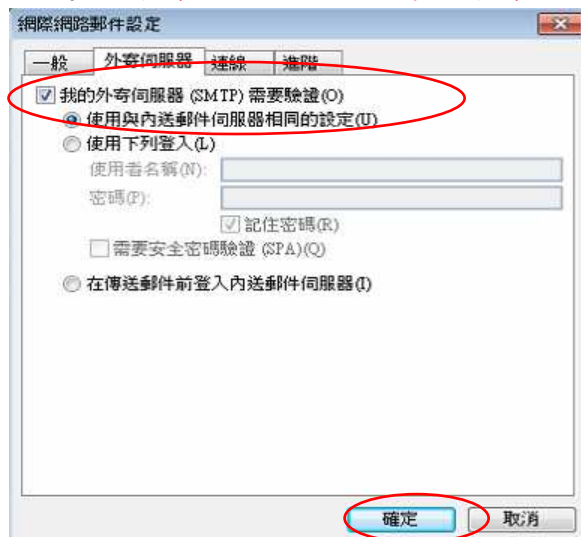 網際網路郵件設定
一般 外寄伺服器 連線 進階
我的外寄伺服器 (SMTP) 需要驗證(O)
使用與內送郵件伺服器相同的設定(U)
使用下列登入(L)
使用者名稱(N):
密碼(P):
記住密碼(R)
需要安全密碼驗證 (SPA)(Q)
在傳送郵件前登入內送郵件伺服器(I)
確定 取消